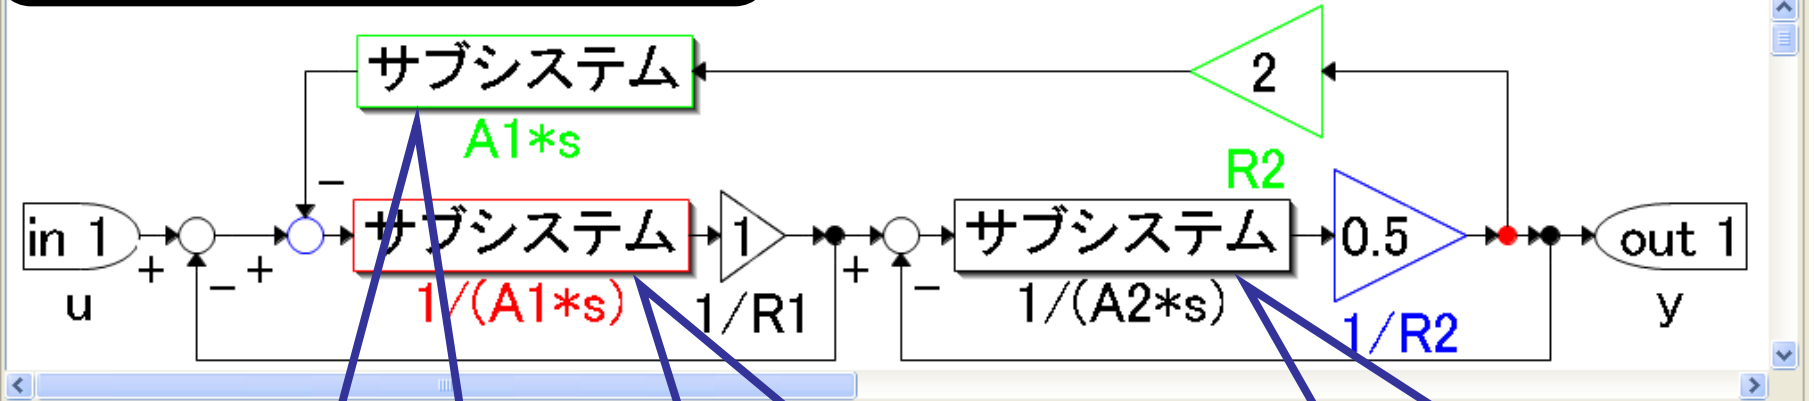 サブシステム
2
A1*s
R2
−
in 1
サブシステム
1
サブシステム
0.5
out 1
+
− +
+
−
u
1/(A1*s)
1/R1
1/(A2*s)
1/R2
y